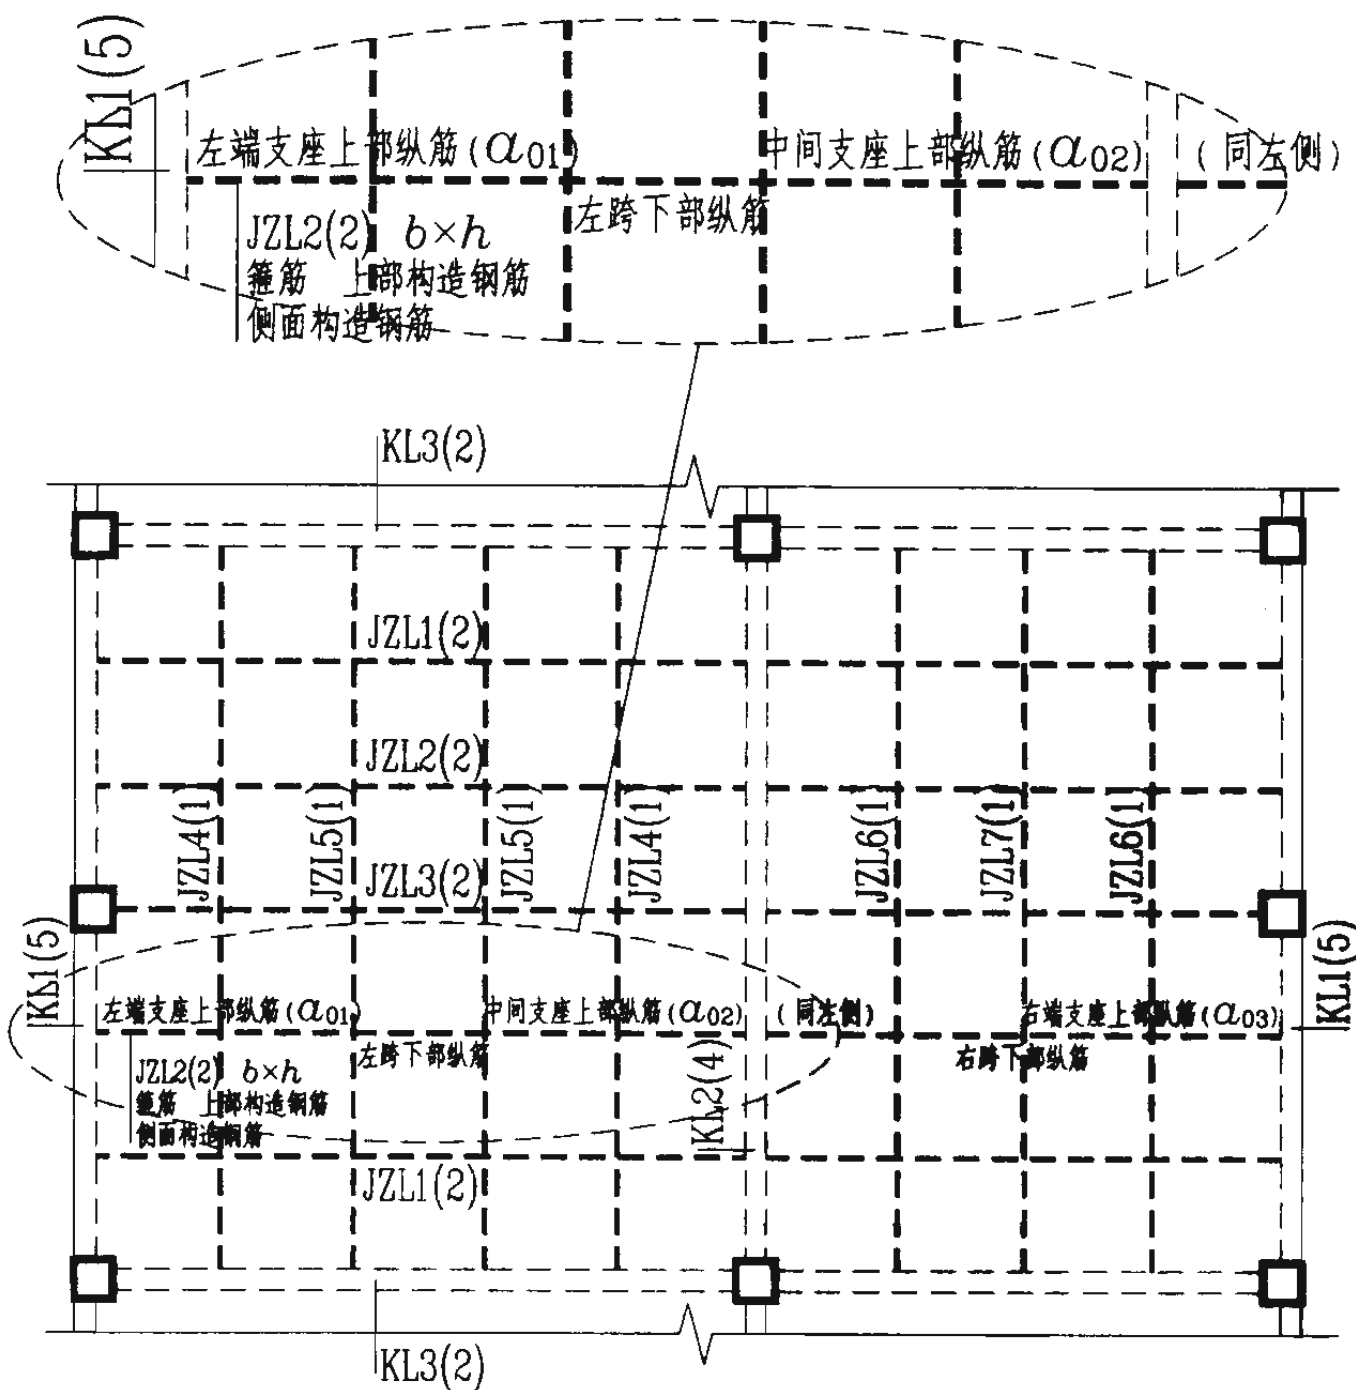 KL1(5)
左端支座上部纵筋(α01)
中间支座上部纵筋(α02)
(同左侧)
左跨下部纵筋
JZL2(2) b×h
箍筋 上部构造钢筋
侧面构造钢筋
KL3(2)
JZL1(2)
JZL2(2)
JZL4(1)
JZL5(1)
JZL5(1)
JZL4(1)
JZL6(1)
JZL7(1)
JZL6(1)
JZL3(2)
KL1(5)
KL1(5)
左端支座上部纵筋(α01)
中间支座上部纵筋(α02)
(同左侧)
右端支座上部纵筋(α03)
左跨下部纵筋
右跨下部纵筋
JZL2(2) b×h
箍筋 上部构造钢筋
侧面构造钢筋
KL2(4)
JZL1(2)
KL3(2)